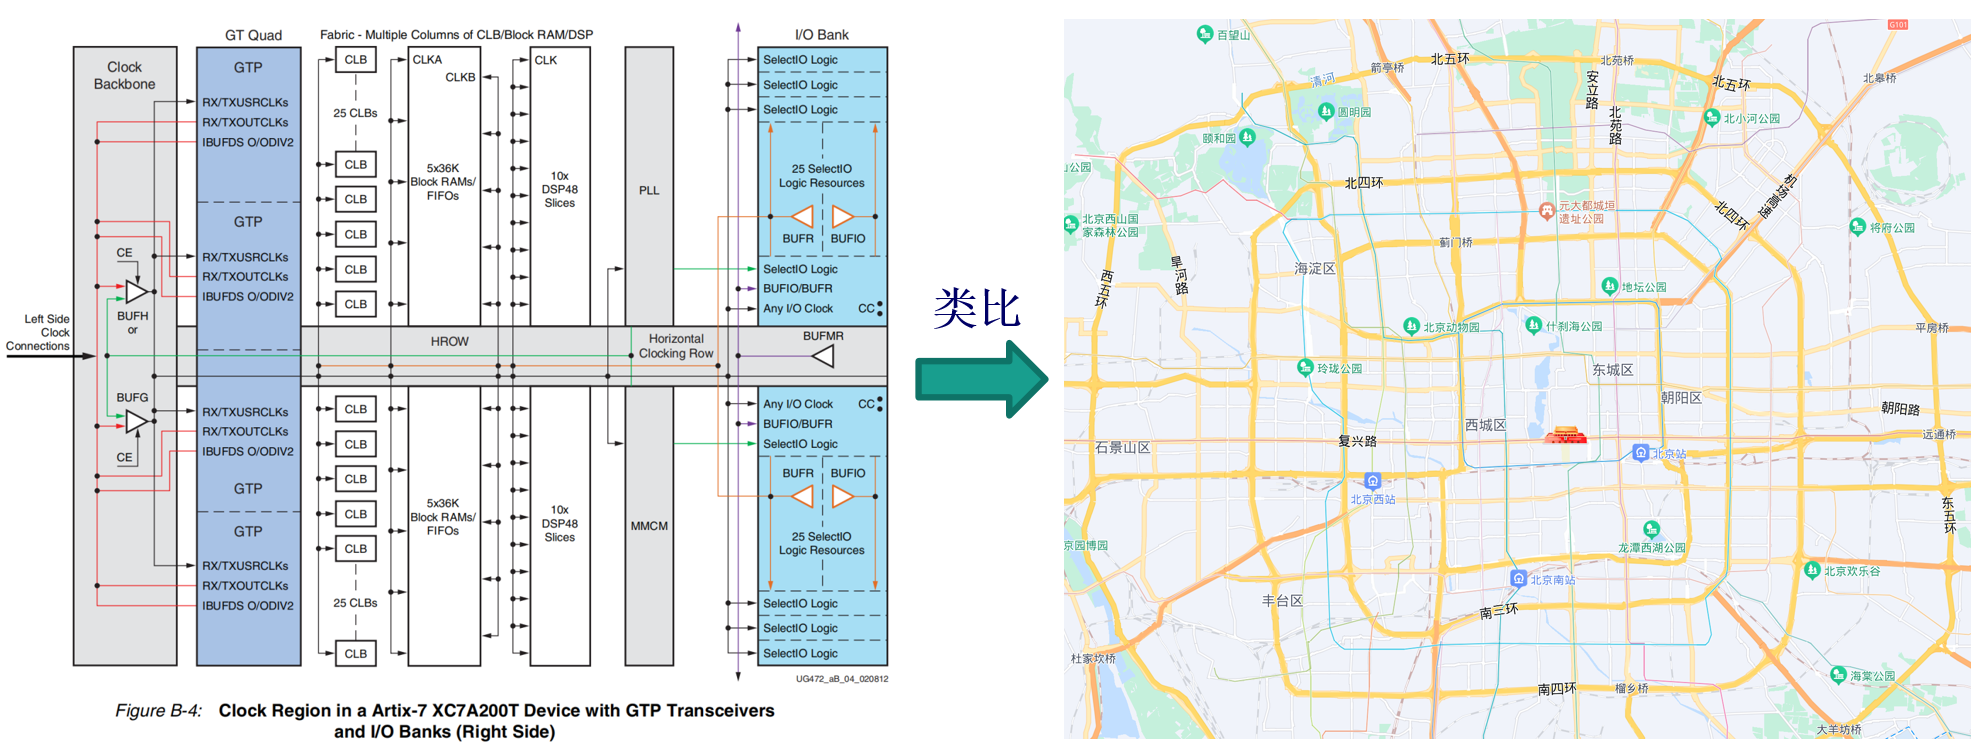 GT Quad
Fabric - Multiple Columns of CLB/Block RAM/DSP
I/O Bank
Clock
Backbone
GTP
RX/TXUSRCLKs
RX/TXOUTCLKs
IBUFDS O/ODIV2
GTP
RX/TXUSRCLKs
RX/TXOUTCLKs
IBUFDS O/ODIV2
CE
BUFH
or
Left Side
Clock
Connections
BUFG
CE
RX/TXUSRCLKs
RX/TXOUTCLKs
IBUFDS O/ODIV2
GTP
GTP
RX/TXUSRCLKs
RX/TXOUTCLKs
IBUFDS O/ODIV2
CLB
25 CLBs
CLB
CLB
CLB
CLB
CLB
CLKA
CLKB
5x36K
Block RAMs/
FIFOs
CLK
10x
DSP48
Slices
PLL
SelectIO Logic
SelectIO Logic
SelectIO Logic
25 SelectIO
Logic Resources
BUFR
BUFIO
SelectIO Logic
BUFIO/BUFR
Any I/O Clock
CC
HROW
Horizontal
Clocking Row
BUFMR
CLB
CLB
CLB
CLB
CLB
25 CLBs
CLB
5x36K
Block RAMs/
FIFOs
10x
DSP48
Slices
MMCM
Any I/O Clock
CC
BUFIO/BUFR
SelectIO Logic
BUFR
BUFIO
25 SelectIO
Logic Resources
SelectIO Logic
SelectIO Logic
SelectIO Logic
UG472_aB_04_020812
Figure B-4: Clock Region in a Artix-7 XC7A200T Device with GTP Transceivers
and I/O Banks (Right Side)
类比
百望山
G101
北五环
北苑桥
箭亭桥
清河
安立路
北五环
北皋桥
圆明园
北苑路
北小河公园
颐和园
山公园
北四环
机场高速
元大都城垣
遗址公园
北四环
北京西山国
家森林公园
将府公园
蓟门桥
旱河路
海淀区
西五环
地坛公园
北京动物园
什刹海公园
平房桥
玲珑公园
东城区
朝阳区
朝阳路
西城区
复兴路
石景山区
远通桥
北京站
北京西站
东五环
龙潭西湖公园
京园博园
北京欢乐谷
北京南站
丰台区
南三环
杜家坎桥
海棠公园
南四环
榴乡桥
大羊坊桥